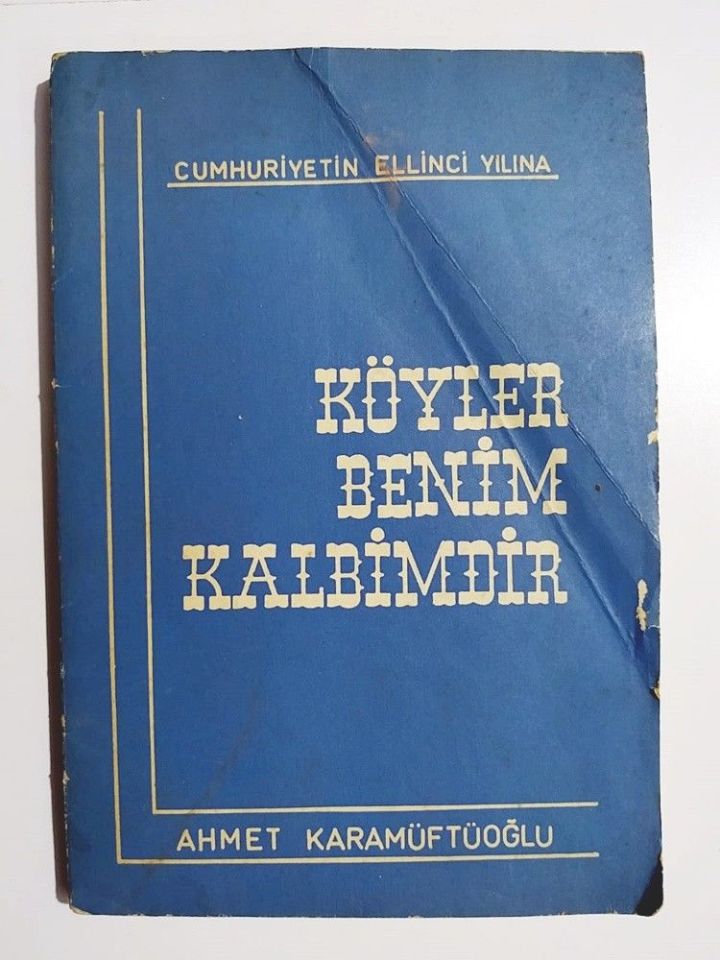 CUMHURİYETİN ELLİNCİ YILINA
KÖYLER
BENİM
KALBİMDİR
AHMET KARAMÜFTÜOĞLU